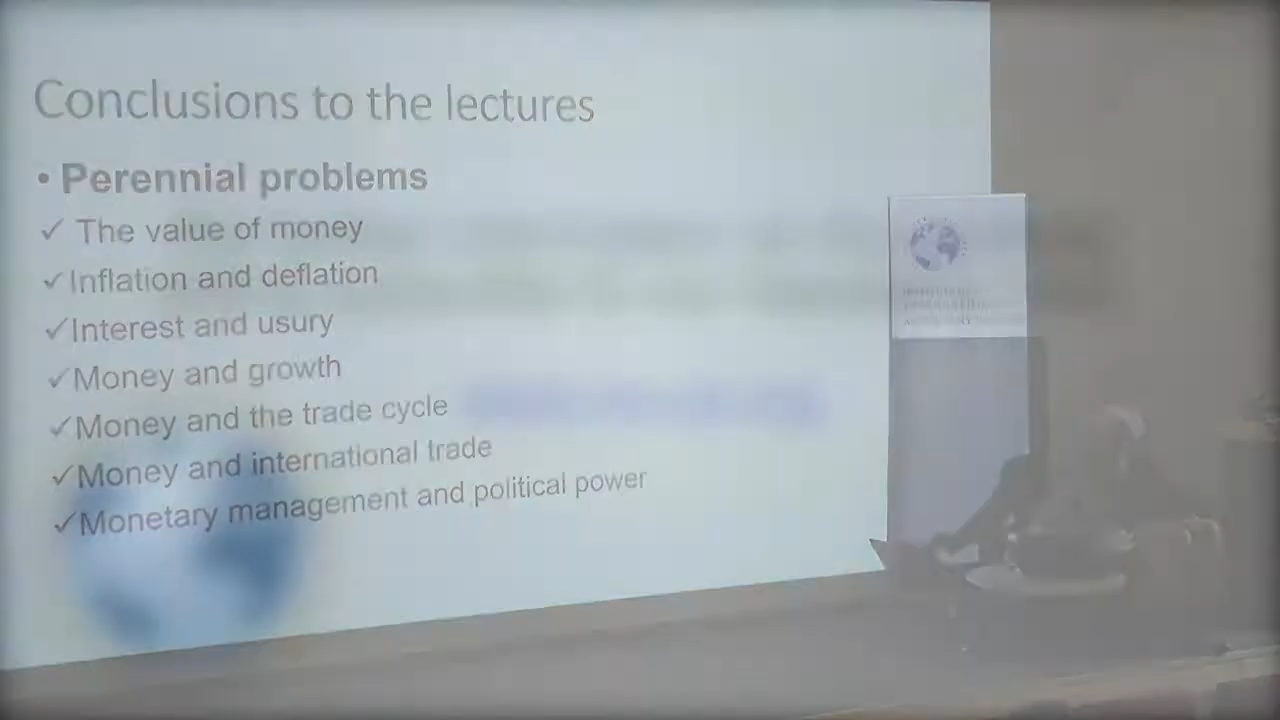 Conclusions to the lectures
• Perennial problems
✓ The value of money
✓Inflation and deflation
✓Interest and usury
✓Money and growth
✓Money and the trade cycle
✓Money and international trade
✓Monetary management and political power